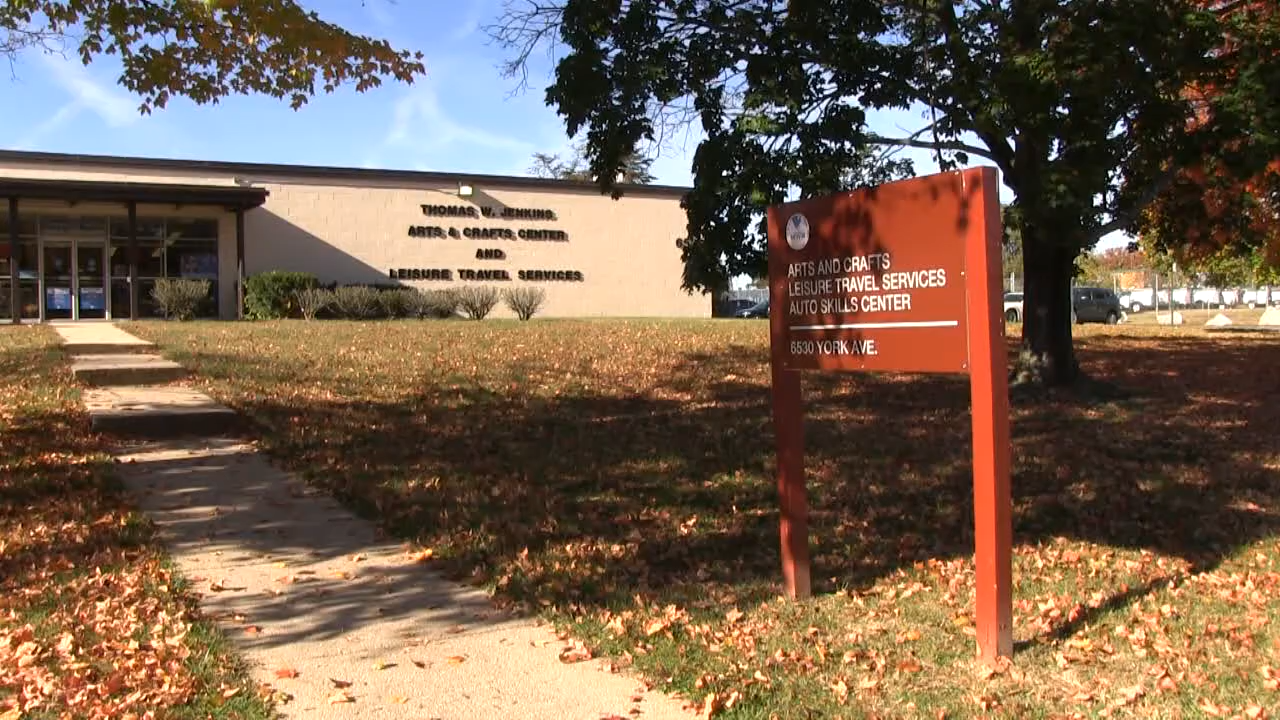 THOMAS W. JENKINS
ARTS & CRAFTS CENTER
AND
LEISURE TRAVEL SERVICES
ARTS AND CRAFTS
LEISURE TRAVEL SERVICES
AUTO SKILLS CENTER
6530 YORK AVE.